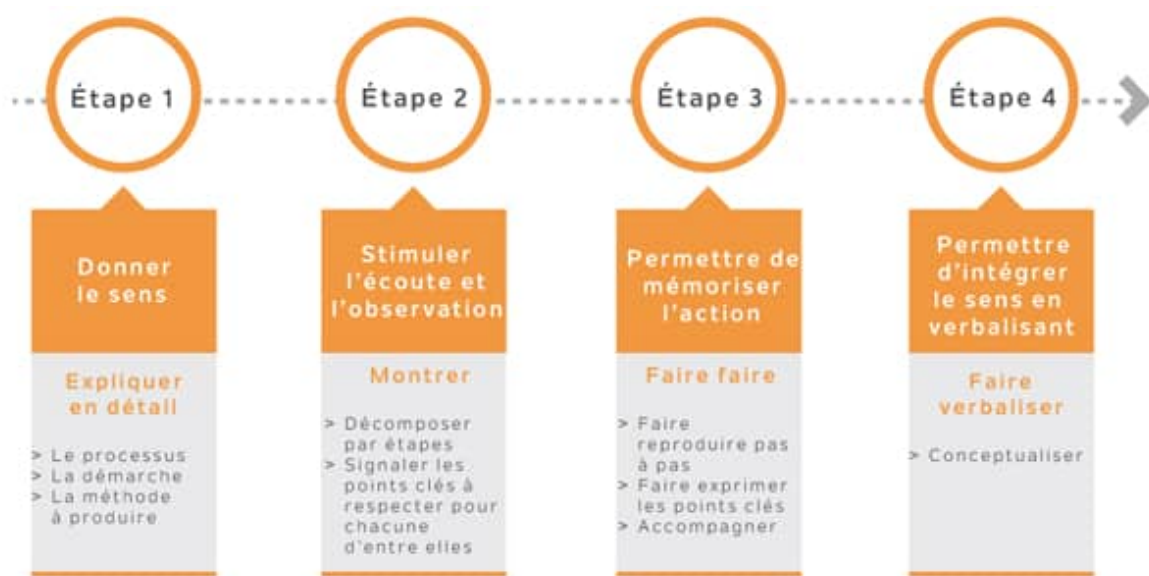 Étape 1
Étape 2
Étape 3
Étape 4
Donner
le sens
Expliquer
en détail
> Le processus
> La démarche
> La méthode
à produire
Stimuler
l'écoute et
l'observation
Montrer
> Décomposer
par étapes
> Signaler les
points clés à
respecter pour
chacune
d'entre elles
Permettre de
mémoriser
l'action
Faire faire
> Faire
reproduire pas
à pas
> Faire exprimer
les points clés
> Accompagner
Permettre
d'intégrer
le sens en
verbalisant
Faire
verbaliser
> Conceptualiser